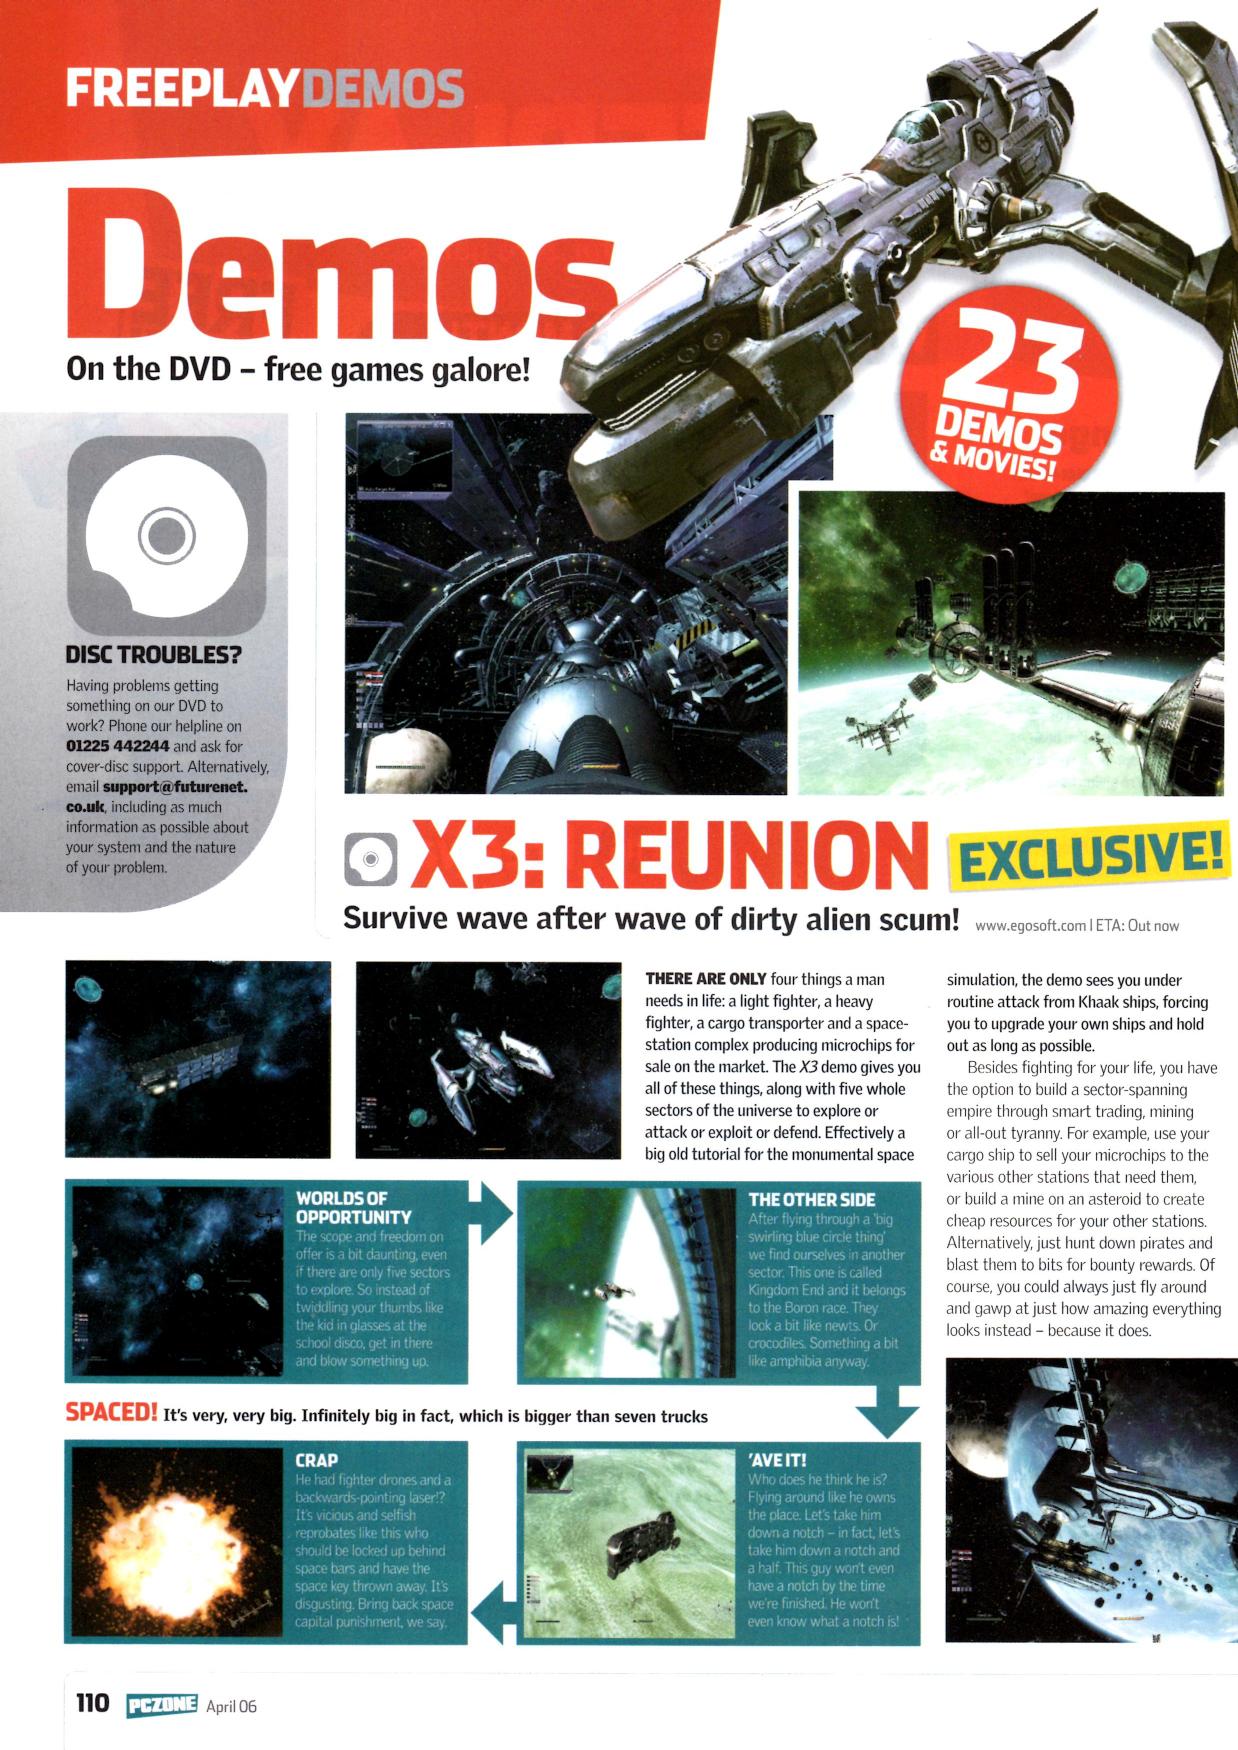 FREEPLAYDEMOS
Demos
On the DVD – free games galore!
23
DEMOS
& MOVIES!
DISC TROUBLES?
Having problems getting
something on our DVD to
work? Phone our helpline on
01225 442244 and ask for
cover-disc support. Alternatively,
email support@futurenet.
co.uk, including as much
information as possible about
your system and the nature
of your problem.
X3: REUNION EXCLUSIVE!
Survive wave after wave of dirty alien scum! www.egosoft.com | ETA: Out now
THERE ARE ONLY four things a man
needs in life: a light fighter, a heavy
fighter, a cargo transporter and a space-
station complex producing microchips for
sale on the market. The X3 demo gives you
all of these things, along with five whole
sectors of the universe to explore or
attack or exploit or defend. Effectively a
big old tutorial for the monumental space
simulation, the demo sees you under
routine attack from Khaak ships, forcing
you to upgrade your own ships and hold
out as long as possible.
Besides fighting for your life, you have
the option to build a sector-spanning
empire through smart trading, mining
or all-out tyranny. For example, use your
cargo ship to sell your microchips to the
various other stations that need them,
or build a mine on an asteroid to create
cheap resources for your other stations.
Alternatively, just hunt down pirates and
blast them to bits for bounty rewards. Of
course, you could always just fly around
and gawp at just how amazing everything
looks instead – because it does.
WORLDS OF
OPPORTUNITY
The scope and freedom on
offer is a bit daunting, even
if there are only five sectors
to explore. So instead of
twiddling your thumbs like
the kid in glasses at the
school disco, get in there
and blow something up.
THE OTHER SIDE
After flying through a 'big
swirling blue circle thing'
we find ourselves in another
sector. This one is called
Kingdom End and it belongs
to the Boron race. They
look a bit like newts. Or
crocodiles. Something a bit
like amphibia anyway.
SPACED! It's very, very big. Infinitely big in fact, which is bigger than seven trucks
CRAP
He had fighter drones and a
backwards-pointing laser!?
It's vicious and selfish
reprobates like this who
should be locked up behind
space bars and have the
space key thrown away. It's
disgusting. Bring back space
capital punishment, we say.
'AVE IT!
Who does he think he is?
Flying around like he owns
the place. Let's take him
down a notch – in fact, let's
take him down a notch and
a half. This guy won't even
have a notch by the time
we're finished. He won't
even know what a notch is!
110 PCZONE April 06